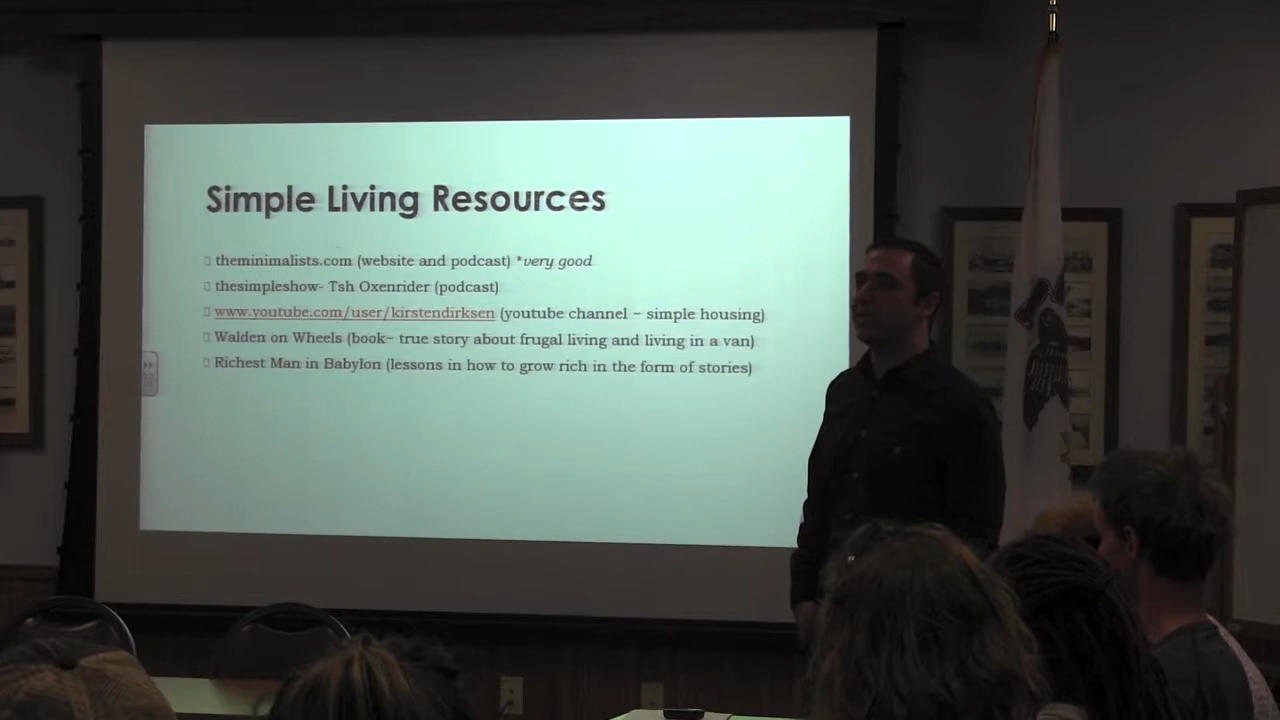 Simple Living Resources
theminimalists.com (website and podcast) *very good
thesimpleshow- Tsh Oxenrider (podcast)
www.youtube.com/user/kirstendirksen (youtube channel – simple housing)
Walden on Wheels (book– true story about frugal living and living in a van)
Richest Man in Babylon (lessons in how to grow rich in the form of stories)